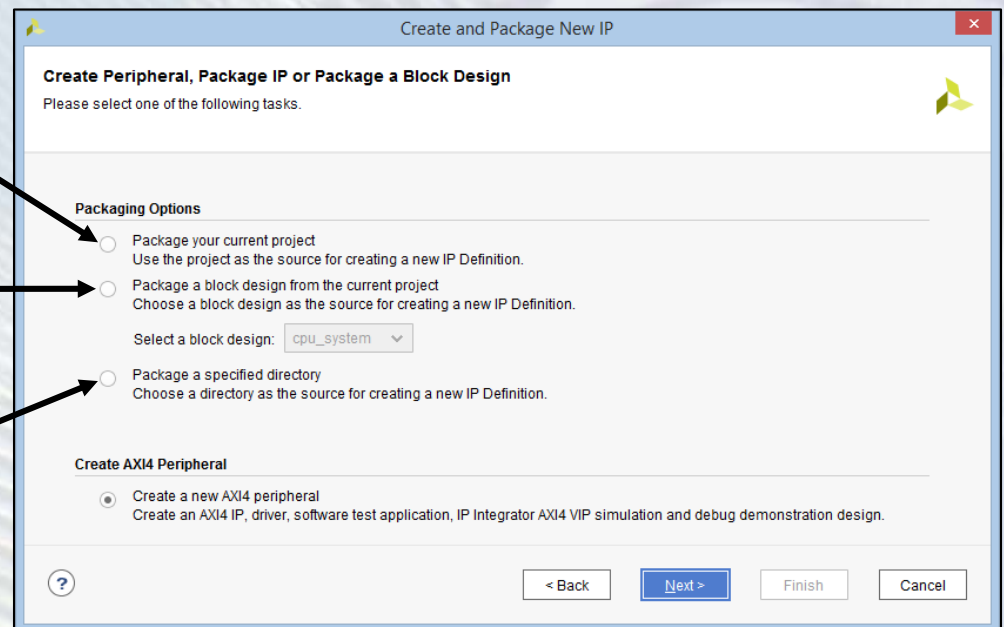 Create and Package New IP
Create Peripheral, Package IP or Package a Block Design
Please select one of the following tasks.
Packaging Options
Package your current project
Use the project as the source for creating a new IP Definition.
Package a block design from the current project
Choose a block design as the source for creating a new IP Definition.
Select a block design: cpu_system
Package a specified directory
Choose a directory as the source for creating a new IP Definition.
Create AXI4 Peripheral
Create a new AXI4 peripheral
Create an AXI4 IP, driver, software test application, IP Integrator AXI4 VIP simulation and debug demonstration design.
? < Back Next > Finish Cancel